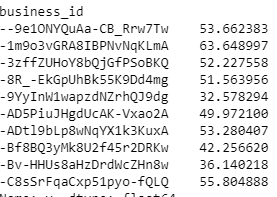 business_id
--9e1ONYQuAa-CB_Rrw7Tw    53.662383
-1m9o3vGRA8IBPNvNqKLmA    63.648997
-3zffZUHoY8bQjGfPSoBKQ    52.227558
-8R_-EkGpUhBk55K9Dd4mg    51.563956
-9YyInW1wapzdNZrhQJ9dg    32.578294
-AD5PiuJHgdUcAK-Vxao2A    49.972100
-ADtl9bLp8wNqYX1k3KuxA    53.280407
-Bf8BQ3yMk8U2f45r2DRKw    42.256620
-Bv-HHUs8aHzDrdWcZHn8w    36.140218
-C8sSrFqaCxp51pyo-fQLQ    55.804888